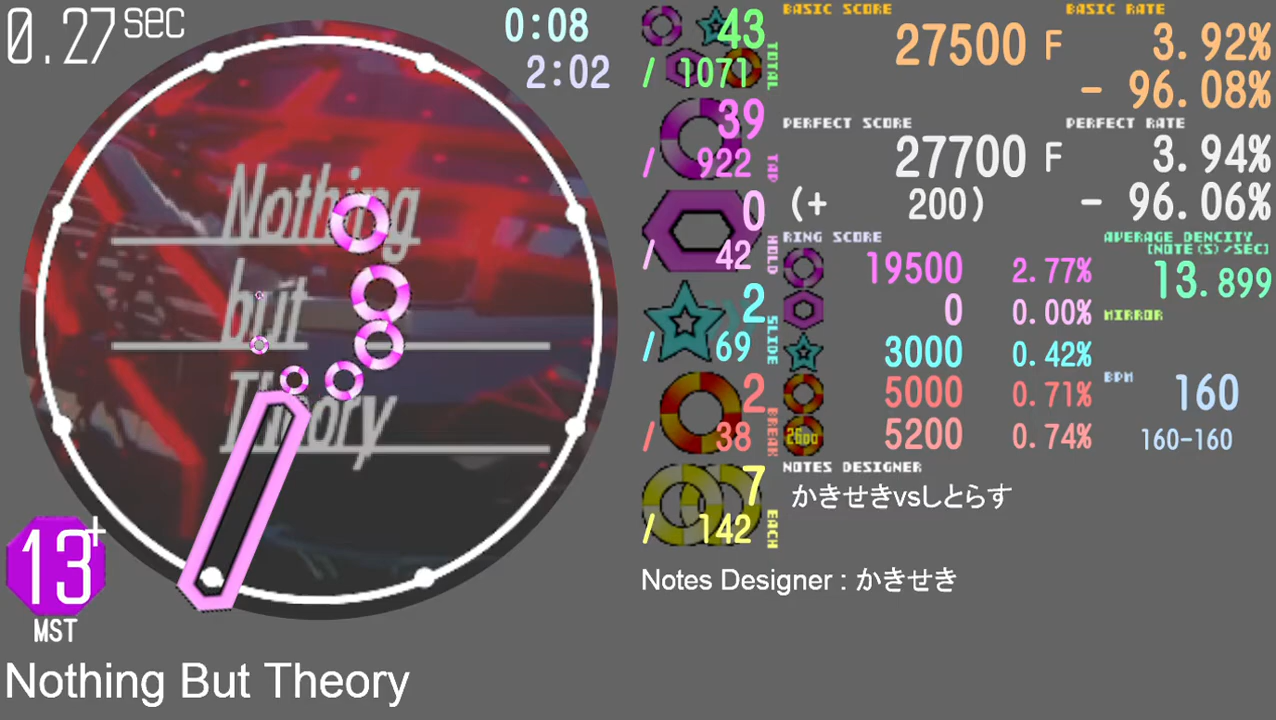 0.27sec
0:08
2:02
Nothing
but
Theory
13+
MST
Nothing But Theory
43
/ 1071
TOTAL
39
/ 922
TAP
0
/ 42
HOLD
2
/ 69
SLIDE
2
/ 38
BREAK
7
/ 142
EACH
BASIC SCORE
27500 F
BASIC RATE
3.92%
- 96.08%
PERFECT SCORE
27700 F
(+ 200)
PERFECT RATE
3.94%
- 96.06%
RING SCORE
19500 2.77%
0 0.00%
3000 0.42%
5000 0.71%
2600 5200 0.74%
AVERAGE DENCITY
[NOTE(S)/SEC]
13.899
MIRROR
BPM 160
160-160
NOTES DESIGNER
かきせきvsしとらす
Notes Designer : かきせき